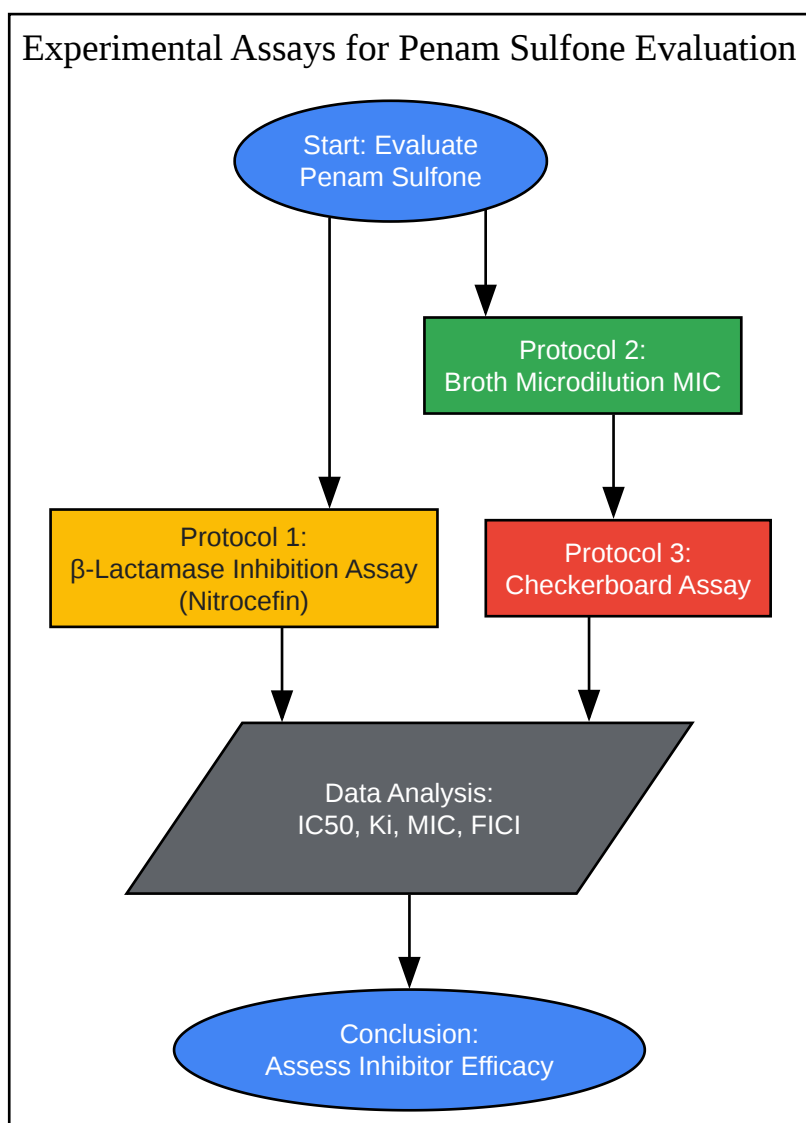 Experimental Assays for Penam Sulfone Evaluation
Start: Evaluate
Penam Sulfone
Protocol 2:
Broth Microdilution MIC
Protocol 1:
β-Lactamase Inhibition Assay
(Nitrocefin)
Protocol 3:
Checkerboard Assay
Data Analysis:
IC50, Ki, MIC, FICI
Conclusion:
Assess Inhibitor Efficacy